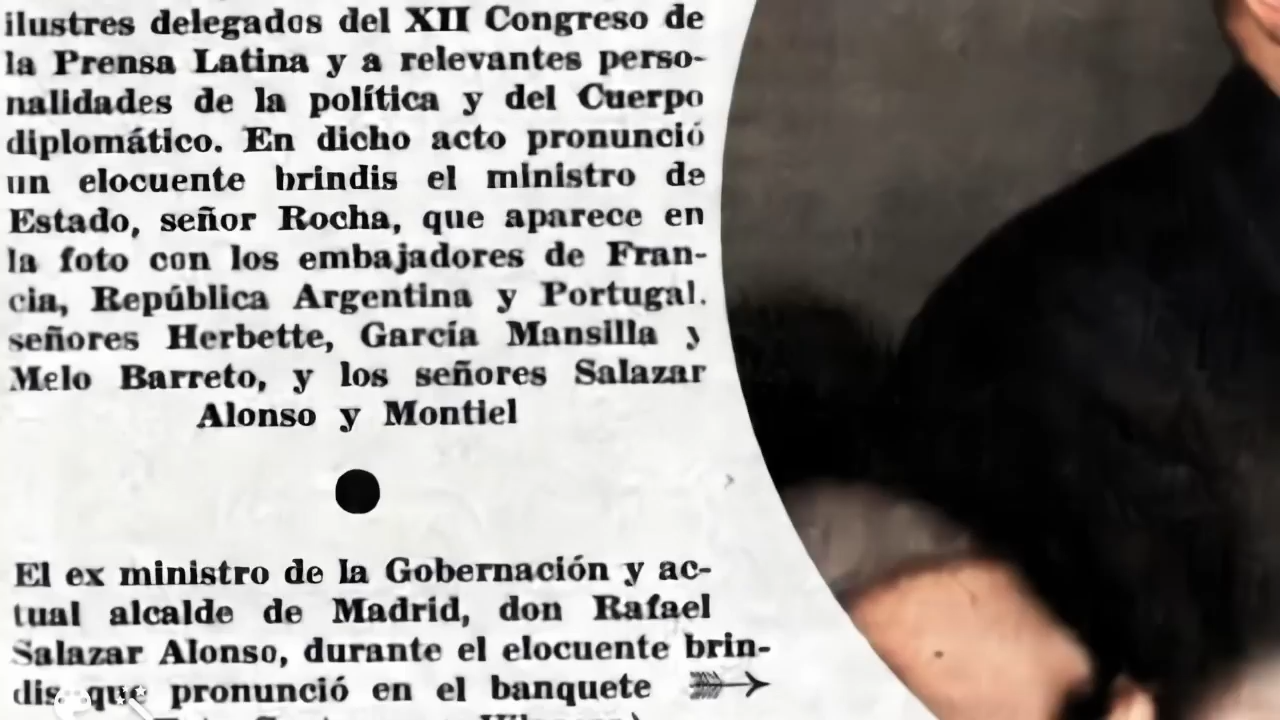 ilustres delegados del XII Congreso de
la Prensa Latina y a relevantes perso-
nalidades de la política y del Cuerpo
diplomático. En dicho acto pronunció
un elocuente brindis el ministro de
Estado, señor Rocha, que aparece en
la foto con los embajadores de Fran-
cia, República Argentina y Portugal.
señores Herbette, García Mansilla y
Melo Barreto, y los señores Salazar
Alonso y Montiel
El ex ministro de la Gobernación y ac-
tual alcalde de Madrid, don Rafael
Salazar Alonso, durante el elocuente brin-
dis que pronunció en el banquete